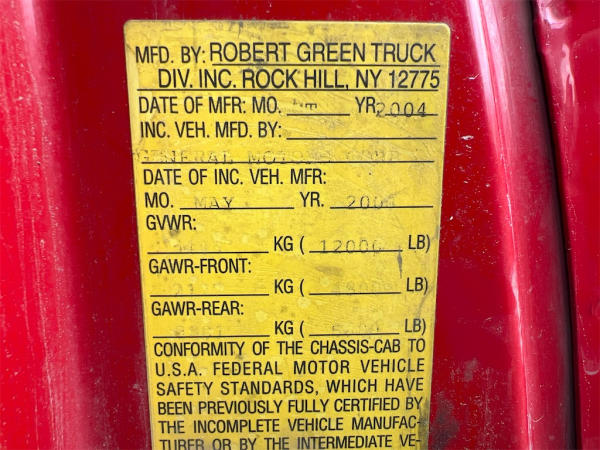 MFD. BY: ROBERT GREEN TRUCK
DIV. INC. ROCK HILL, NY 12775
DATE OF MFR: MO. YR. 2004
INC. VEH. MFD. BY:
GENERAL MOTORS CORP
DATE OF INC. VEH. MFR:
MO. MAY YR.
GVWR:
KG ( 12000 LB)
GAWR-FRONT:
KG ( LB)
GAWR-REAR:
KG ( LB)
CONFORMITY OF THE CHASSIS-CAB TO
U.S.A. FEDERAL MOTOR VEHICLE
SAFETY STANDARDS, WHICH HAVE
BEEN PREVIOUSLY FULLY CERTIFIED BY
THE INCOMPLETE VEHICLE MANUFAC-
TURER OR BY THE INTERMEDIATE VE-